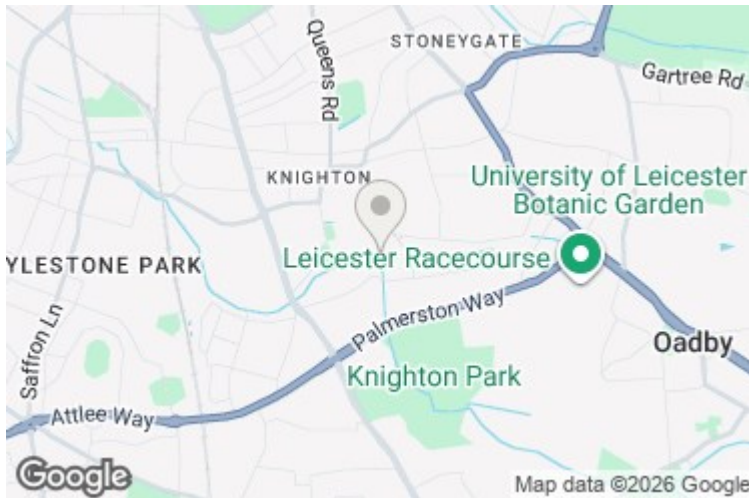 STONEYGATE
Gartree Rd
Queens Rd
KNIGHTON
University of Leicester
Botanic Garden
Leicester Racecourse
YLESTONE PARK
Palmerston Way
Saffron Ln
Oadby
Knighton Park
Attlee Way
Google
Map data ©2026 Google